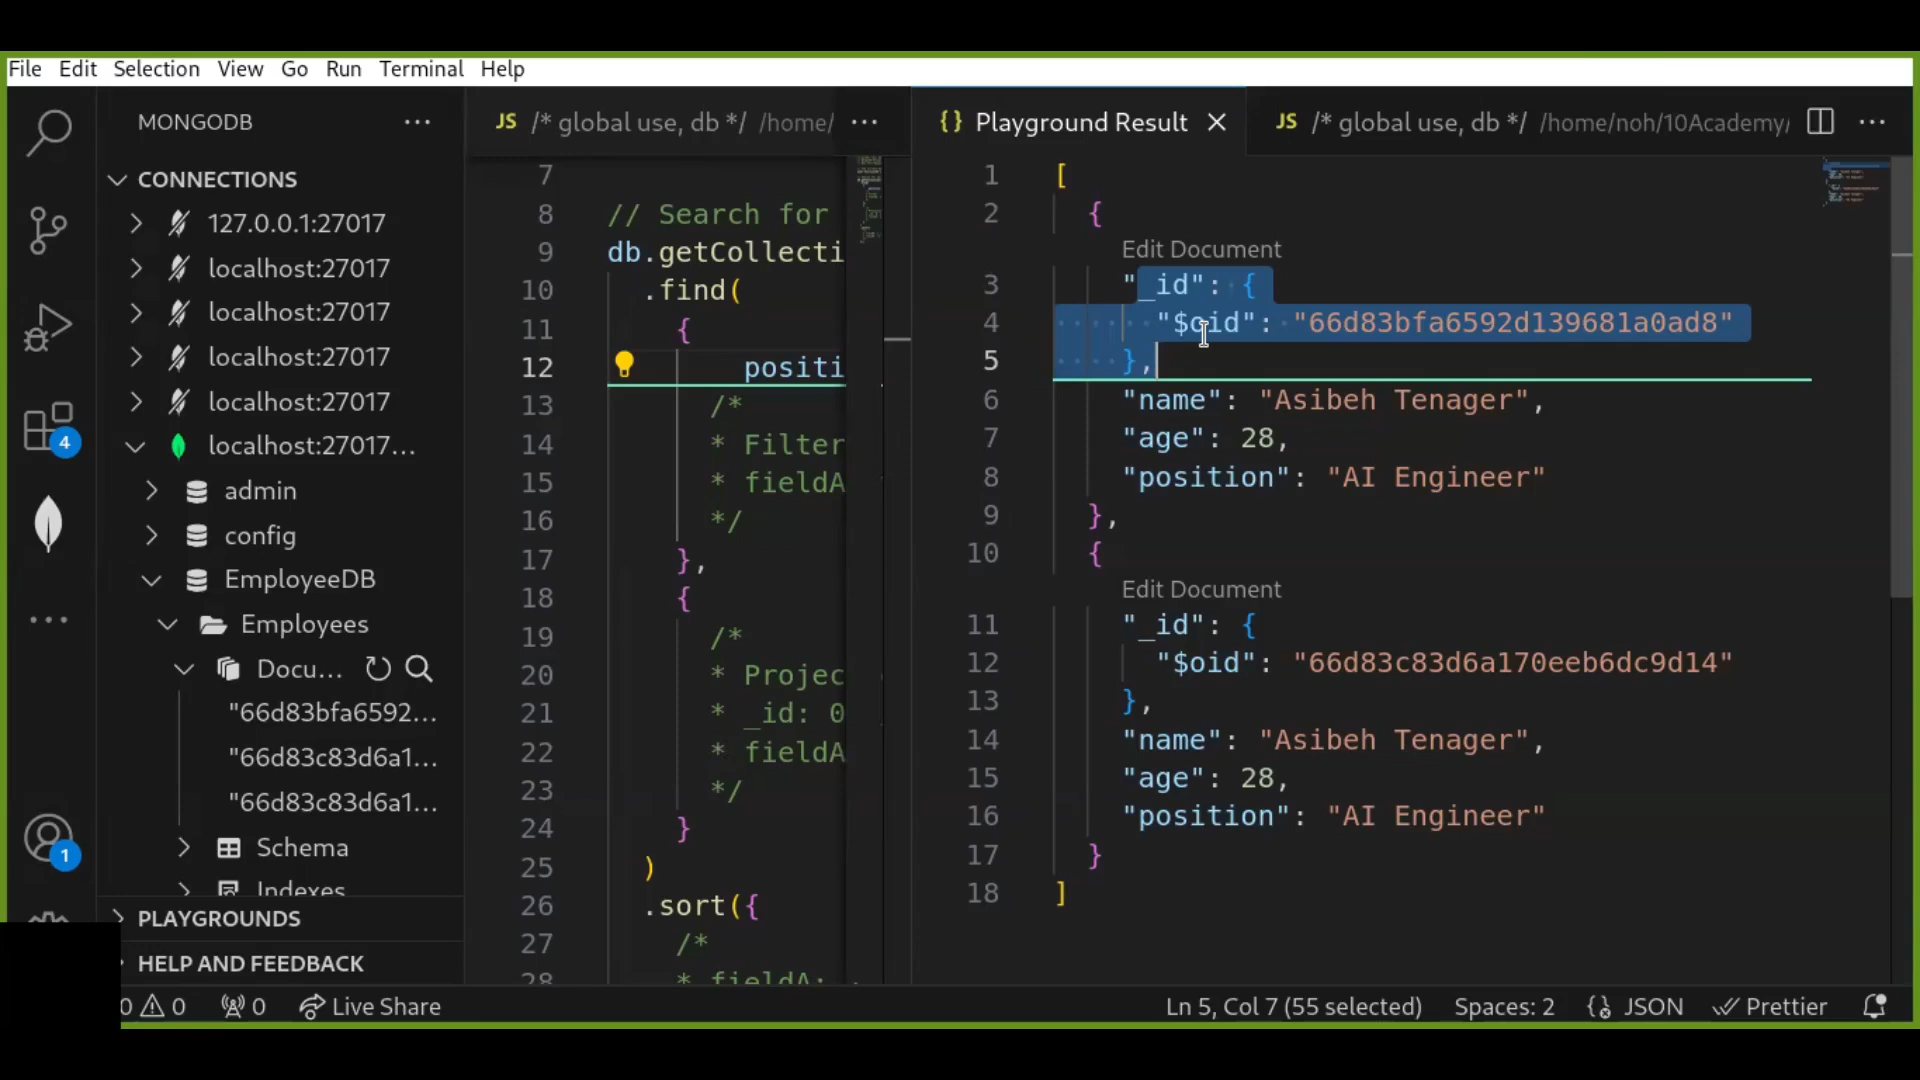 File Edit Selection View Go Run Terminal Help
MONGODB ...
CONNECTIONS
127.0.0.1:27017
localhost:27017
localhost:27017
localhost:27017
localhost:27017
localhost:27017...
admin
config
EmployeeDB
Employees
Docu...
"66d83bfa6592...
"66d83c83d6a1...
"66d83c83d6a1...
Schema
Indexes
PLAYGROUNDS
HELP AND FEEDBACK
4
1
JS /* global use, db */ /home/ ...
7
8 // Search for
9 db.getCollecti
10 .find(
11 {
12 positi
13 /*
14 * Filter
15 * fieldA
16 */
17 },
18 {
19 /*
20 * Projec
21 * _id: 0
22 * fieldA
23 */
24 }
25 )
26 .sort({
27 /*
28 * fieldA:
{} Playground Result × JS /* global use, db */ /home/noh/10Academy/ ...
1 [
2 {
Edit Document
3 "_id": {
4 "$oid": "66d83bfa6592d139681a0ad8"
5 },
6 "name": "Asibeh Tenager",
7 "age": 28,
8 "position": "AI Engineer"
9 },
10 {
Edit Document
11 "_id": {
12 "$oid": "66d83c83d6a170eeb6dc9d14"
13 },
14 "name": "Asibeh Tenager",
15 "age": 28,
16 "position": "AI Engineer"
17 }
18 ]
0 0 0 Live Share Ln 5, Col 7 (55 selected) Spaces: 2 {} JSON Prettier